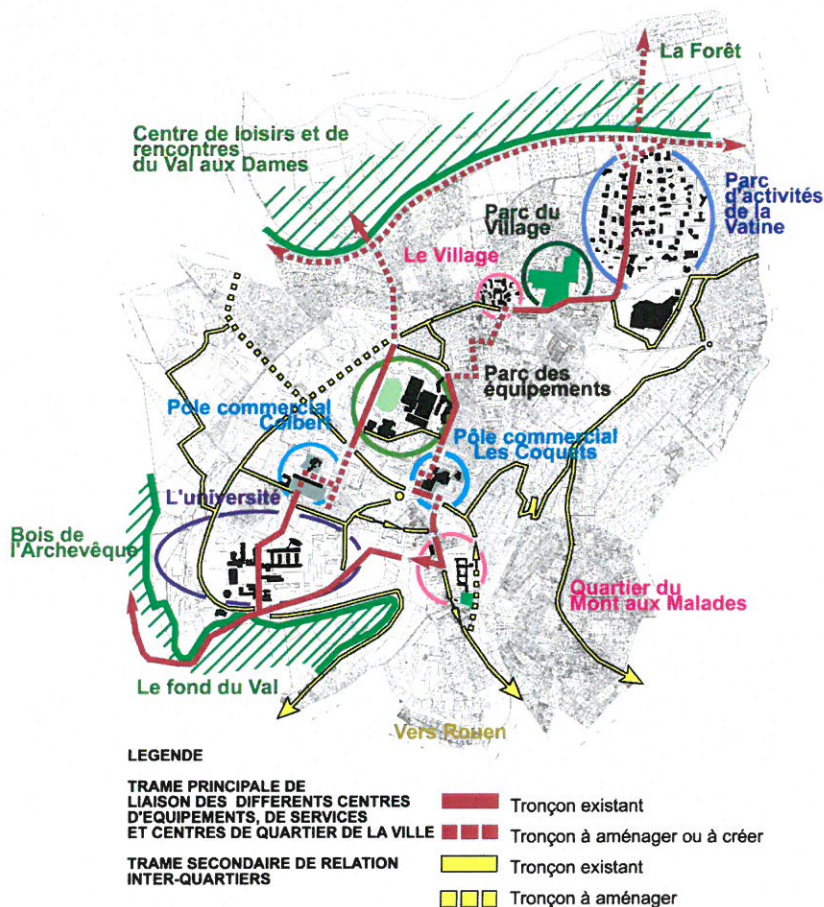 La Forêt
Centre de loisirs et de
rencontres
du Val aux Dames
Parc
d'activités
de la
Vatine
Parc du
Village
Le Village
Parc des
équipements
Pôle commercial
Colbert
Pôle commercial
Les Coquets
L'université
Bois de
l'Archevêque
Quartier du
Mont aux Malades
Le fond du Val
Vers Rouen
LEGENDE
TRAME PRINCIPALE DE
LIAISON DES DIFFERENTS CENTRES
D'EQUIPEMENTS, DE SERVICES
ET CENTRES DE QUARTIER DE LA VILLE
Tronçon existant
Tronçon à aménager ou à créer
TRAME SECONDAIRE DE RELATION
INTER-QUARTIERS
Tronçon existant
Tronçon à aménager